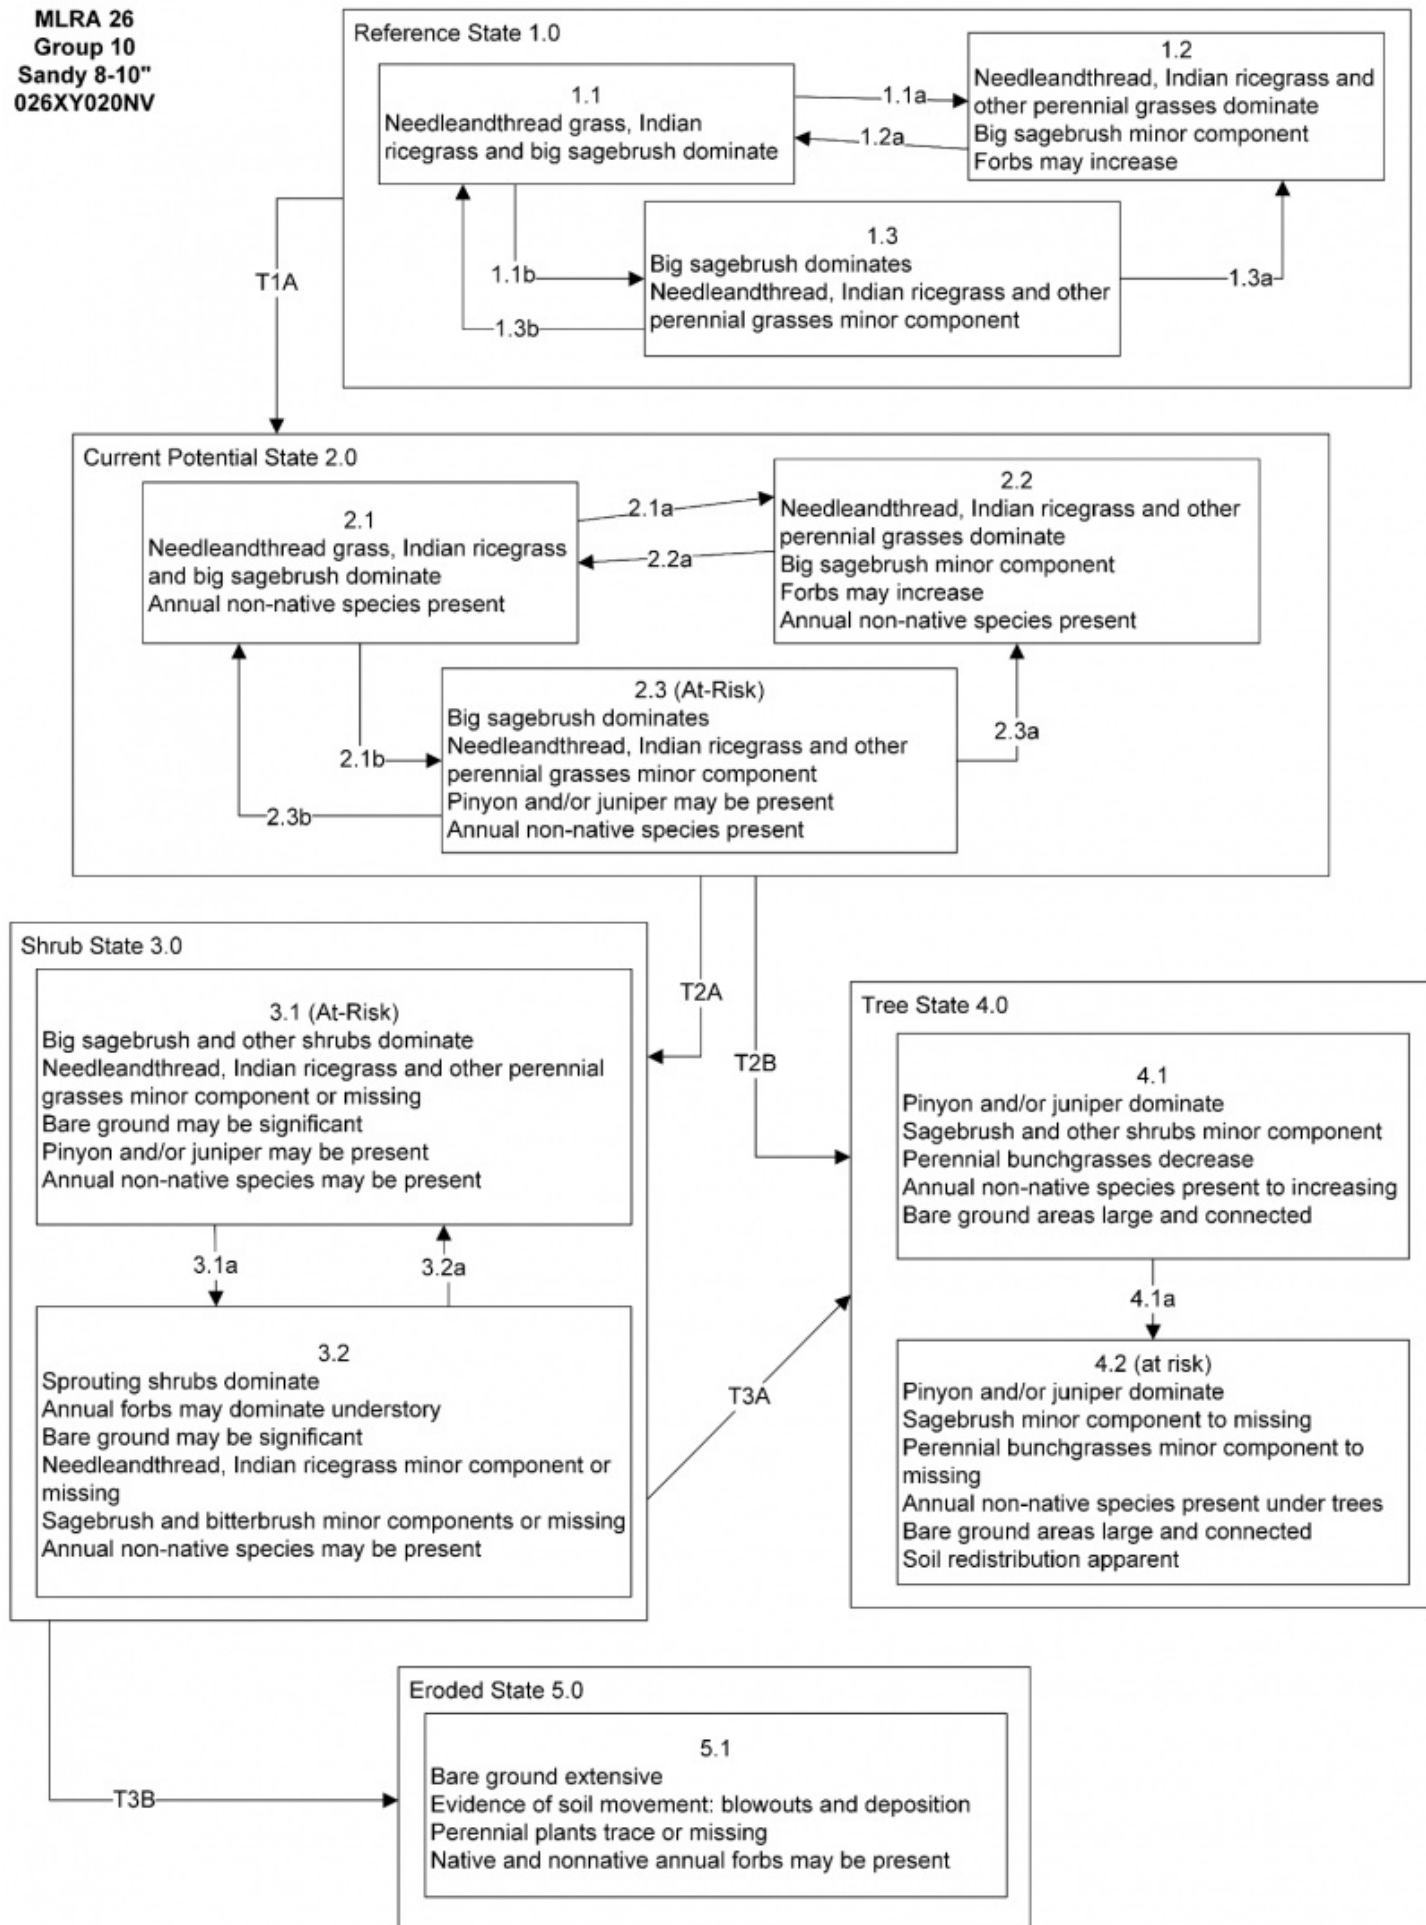 MLRA 26
Group 10
Sandy 8-10"
026XY020NV
Reference State 1.0
1.1
Needleandthread grass, Indian
ricegrass and big sagebrush dominate
1.1a
1.2a
1.2
Needleandthread, Indian ricegrass and
other perennial grasses dominate
Big sagebrush minor component
Forbs may increase
1.3
Big sagebrush dominates
Needleandthread, Indian ricegrass and other
perennial grasses minor component
1.1b
1.3b
1.3a
T1A
Current Potential State 2.0
2.1
Needleandthread grass, Indian ricegrass
and big sagebrush dominate
Annual non-native species present
2.1a
2.2a
2.2
Needleandthread, Indian ricegrass and other
perennial grasses dominate
Big sagebrush minor component
Forbs may increase
Annual non-native species present
2.3 (At-Risk)
Big sagebrush dominates
Needleandthread, Indian ricegrass and other
perennial grasses minor component
Pinyon and/or juniper may be present
Annual non-native species present
2.1b
2.3b
2.3a
Shrub State 3.0
3.1 (At-Risk)
Big sagebrush and other shrubs dominate
Needleandthread, Indian ricegrass and other perennial
grasses minor component or missing
Bare ground may be significant
Pinyon and/or juniper may be present
Annual non-native species may be present
3.1a
3.2a
3.2
Sprouting shrubs dominate
Annual forbs may dominate understory
Bare ground may be significant
Needleandthread, Indian ricegrass minor component or
missing
Sagebrush and bitterbrush minor components or missing
Annual non-native species may be present
T2A
T2B
T3A
Tree State 4.0
4.1
Pinyon and/or juniper dominate
Sagebrush and other shrubs minor component
Perennial bunchgrasses decrease
Annual non-native species present to increasing
Bare ground areas large and connected
4.1a
4.2 (at risk)
Pinyon and/or juniper dominate
Sagebrush minor component to missing
Perennial bunchgrasses minor component to
missing
Annual non-native species present under trees
Bare ground areas large and connected
Soil redistribution apparent
T3B
Eroded State 5.0
5.1
Bare ground extensive
Evidence of soil movement: blowouts and deposition
Perennial plants trace or missing
Native and nonnative annual forbs may be present